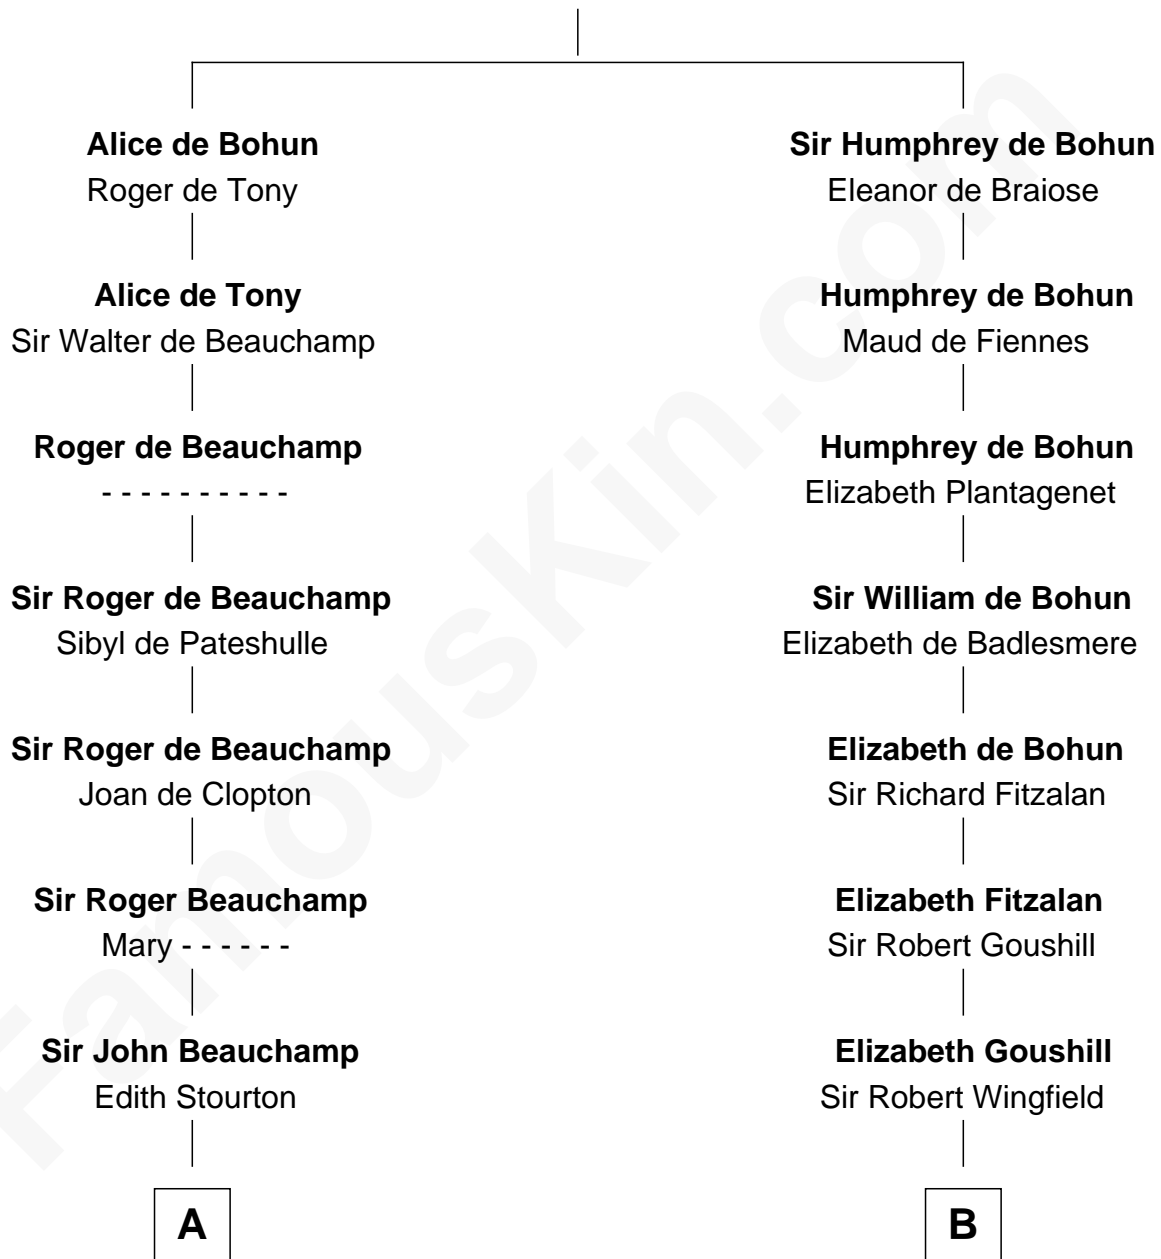 Alice de Bohun
Roger de Tony
Alice de Tony
Sir Walter de Beauchamp
Roger de Beauchamp
- - - - - - - - - -
Sir Roger de Beauchamp
Sibyl de Pateshulle
Sir Roger de Beauchamp
Joan de Clopton
Sir Roger Beauchamp
Mary - - - - - -
Sir John Beauchamp
Edith Stourton
A
Sir Humphrey de Bohun
Eleanor de Braiose
Humphrey de Bohun
Maud de Fiennes
Humphrey de Bohun
Elizabeth Plantagenet
Sir William de Bohun
Elizabeth de Badlesmere
Elizabeth de Bohun
Sir Richard Fitzalan
Elizabeth Fitzalan
Sir Robert Goushill
Elizabeth Goushill
Sir Robert Wingfield
B
FamousKin.com